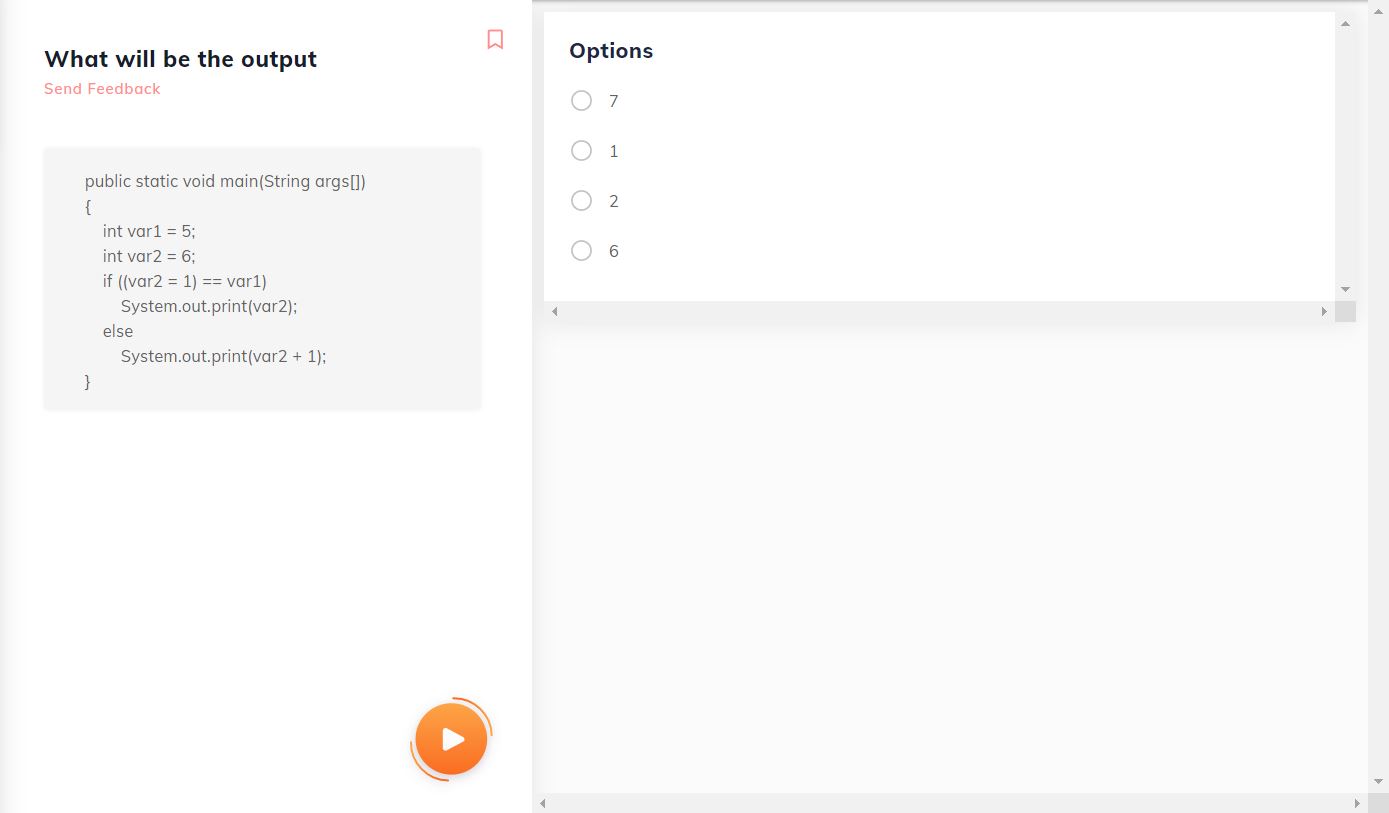 What will be the output
Send Feedback
public static void main(String args[])
{
int var1 = 5;
int var2 = 6;
if ((var2 = 1) == var1)
System.out.print(var2);
else
System.out.print(var2 + 1);
}
Options
7
1
2
6